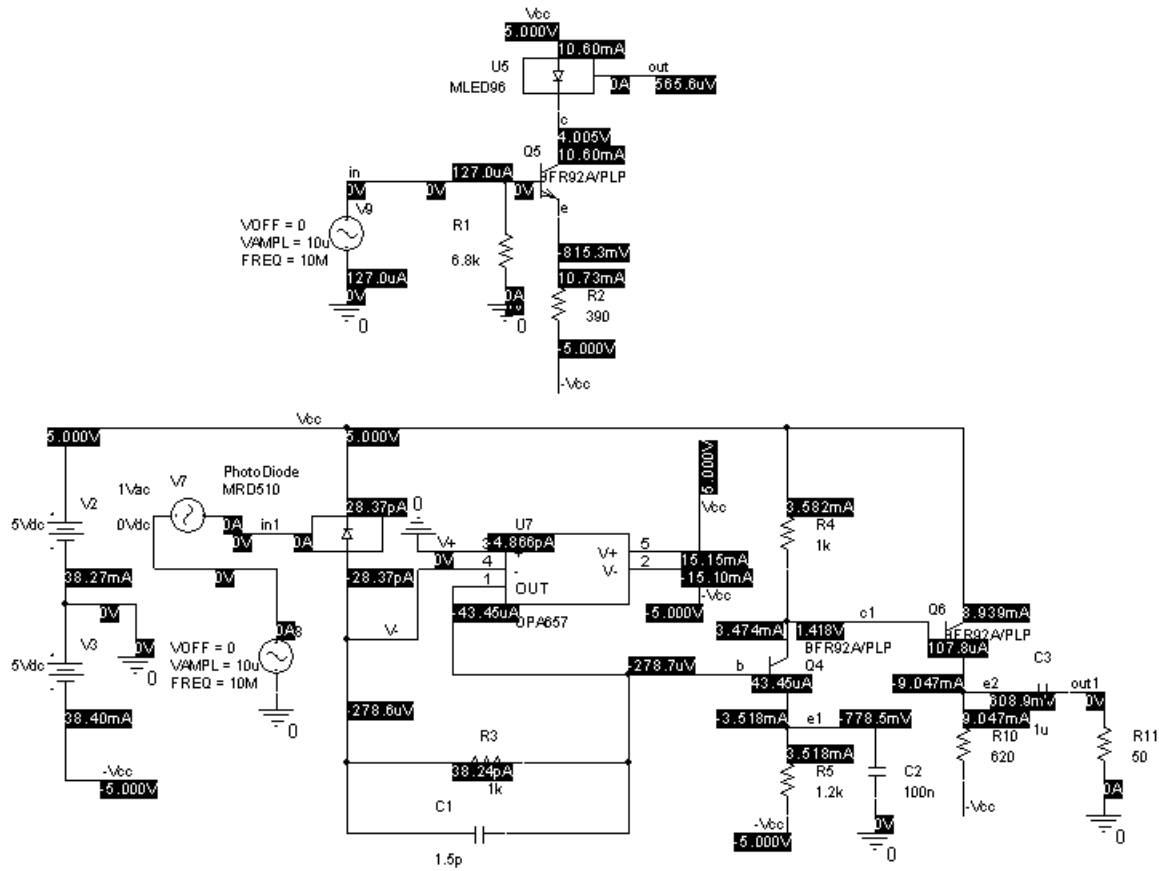 Vcc
5.000V
10.60mA
U5
out
MLED96
0A
565.6uV
c
4.005V
Q5
10.60mA
in
127.0uA
BFR92A/PLP
0V
0V
0V
V9
e
VOFF = 0
VAMPL = 10u
FREQ = 10M
R1
6.8k
-815.3mV
127.0uA
10.73mA
0V
0A
R2
0
0
390
-5.000V
-Vcc
Vcc
5.000V
5.000V
5.000V
PhotoDiode
MRD510
V7
1Vac
V2
28.37pA
0
Vcc
3.582mA
5Vdc
0Vdc
0A
in1
U7
R4
0V
0A
V+
3
-4.866pA
+
V+
5
1k
0V
4
-
V-
2
15.15mA
-15.10mA
38.27mA
0V
-28.37pA
1
OUT
-Vcc
0V
-43.45uA
OPA657
-5.000V
c1
Q6
3.939mA
V3
0V
0A
V-
3.474mA
1.418V
BFR92A/PLP
BFR92A/PLP
107.8uA
5Vdc
0
VOFF = 0
VAMPL = 10u
FREQ = 10M
-278.7uV
b
Q4
C3
43.45uA
-9.047mA
e2
out1
38.40mA
0
-278.6uV
-3.518mA
e1
-778.5mV
608.9mV
0V
9.047mA
1u
R3
3.518mA
R10
R11
-Vcc
38.24pA
R5
C2
620
50
-5.000V
1k
1.2k
100n
C1
-Vcc
-Vcc
0A
-5.000V
0V
0
1.5p
0